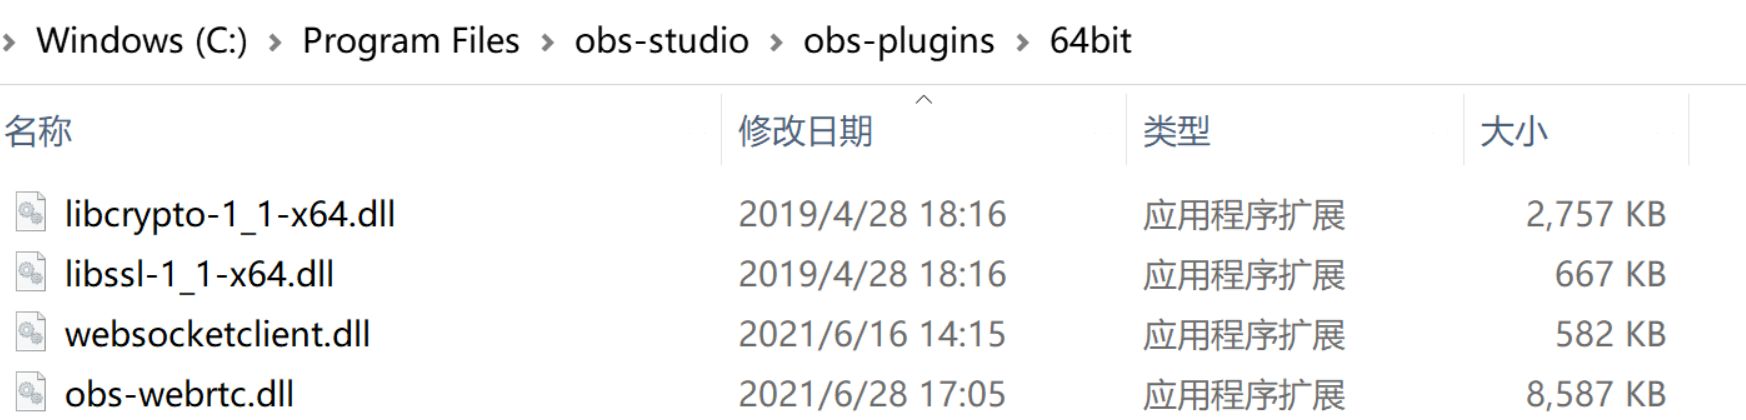 Windows (C:) > Program Files > obs-studio > obs-plugins > 64bit
名称 修改日期 类型 大小
libcrypto-1_1-x64.dll 2019/4/28 18:16 应用程序扩展 2,757 KB
libssl-1_1-x64.dll 2019/4/28 18:16 应用程序扩展 667 KB
websocketclient.dll 2021/6/16 14:15 应用程序扩展 582 KB
obs-webrtc.dll 2021/6/28 17:05 应用程序扩展 8,587 KB